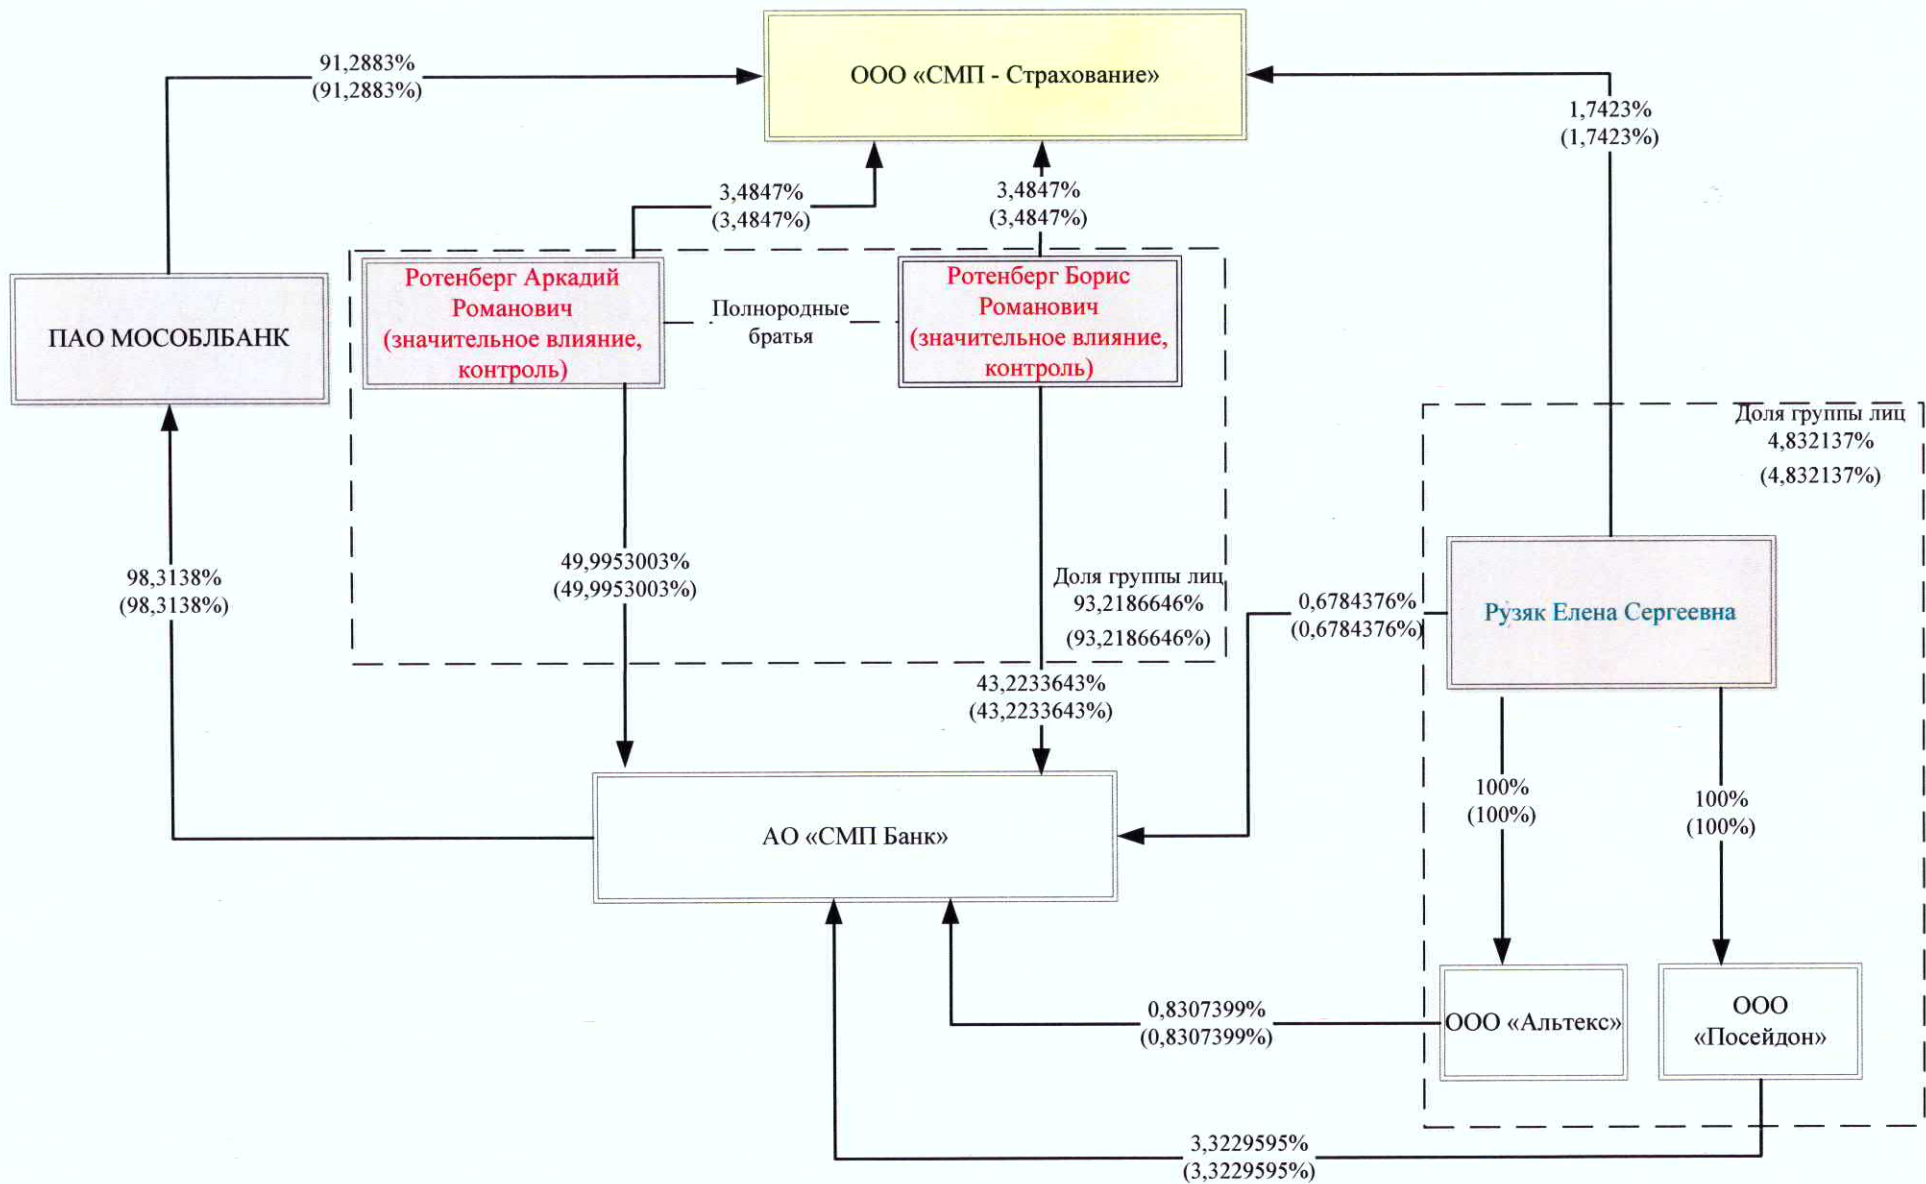 ООО «СМП - Страхование»
91,2883%
(91,2883%)
1,7423%
(1,7423%)
3,4847%
(3,4847%)
3,4847%
(3,4847%)
ПАО МОСОБЛБАНК
Ротенберг Аркадий
Романович
(значительное влияние,
контроль)
Полнородные
братья
Ротенберг Борис
Романович
(значительное влияние,
контроль)
Доля группы лиц
4,832137%
(4,832137%)
98,3138%
(98,3138%)
49,9953003%
(49,9953003%)
Доля группы лиц
93,2186646%
(93,2186646%)
0,6784376%
(0,6784376%)
Рузяк Елена Сергеевна
43,2233643%
(43,2233643%)
100%
(100%)
100%
(100%)
АО «СМП Банк»
0,8307399%
(0,8307399%)
ООО «Альтекс»
ООО
«Посейдон»
3,3229595%
(3,3229595%)